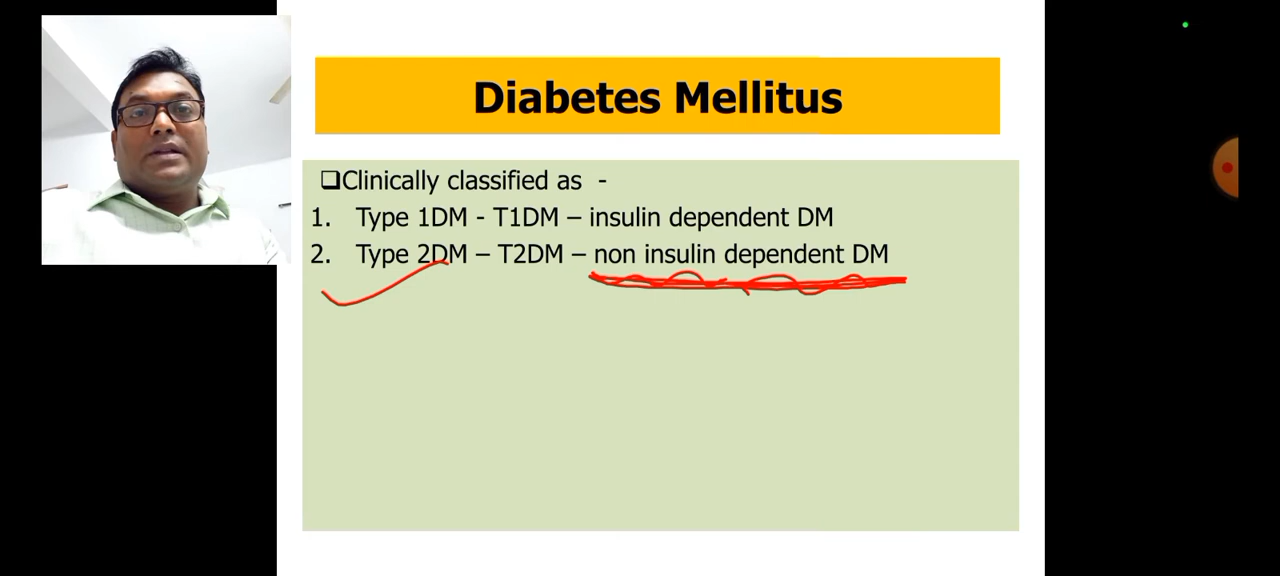 Diabetes Mellitus
❑Clinically classified as -
1. Type 1DM - T1DM – insulin dependent DM
2. Type 2DM – T2DM – non insulin dependent DM